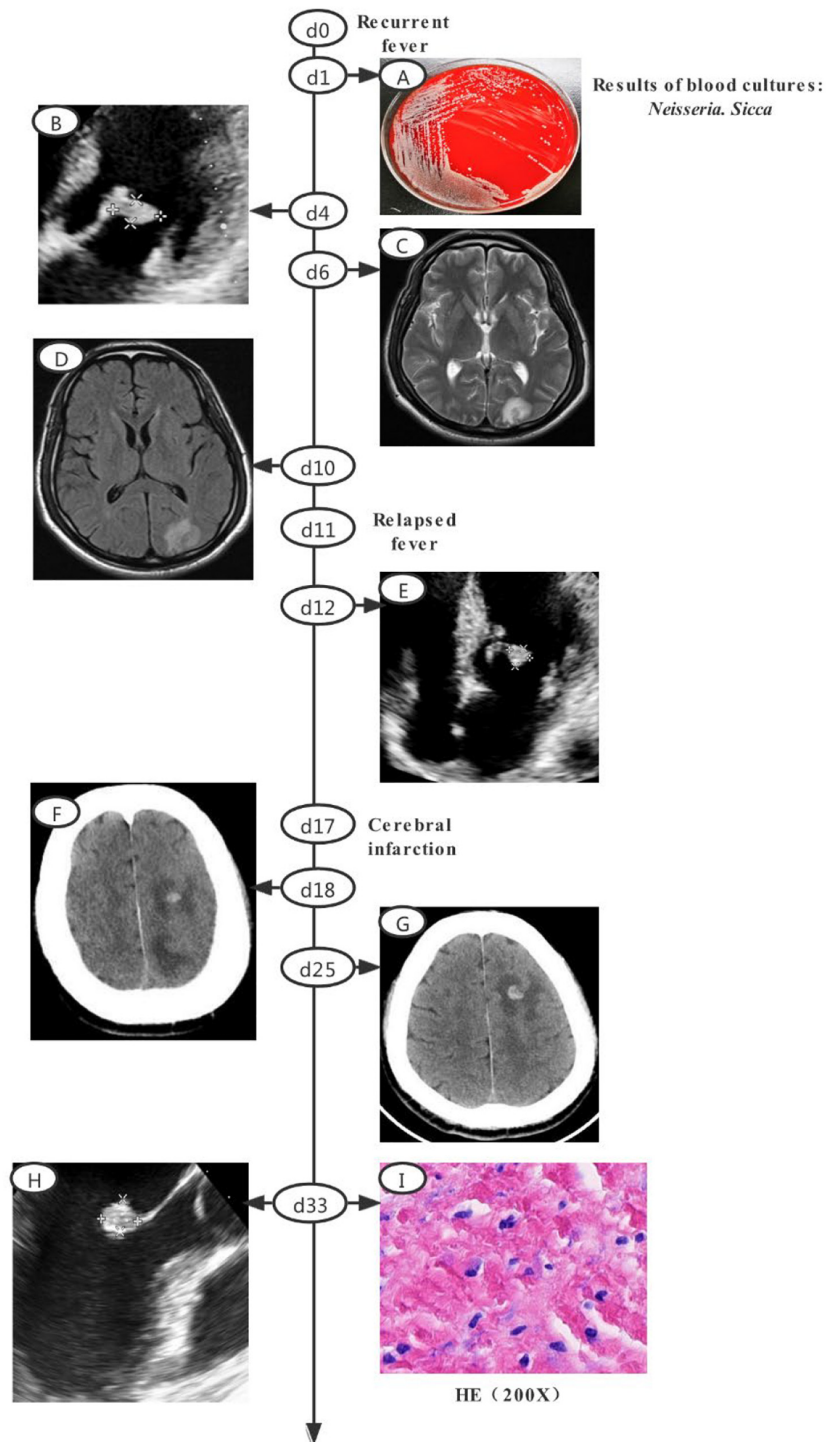 d0
Recurrent
fever
d1
A
Results of blood cultures:
Neisseria. Sicca
B
d4
C
d6
D
d10
d11
Relapsed
fever
E
d12
F
d17
Cerebral
infarction
d18
G
d25
H
d33
I
HE（200X）